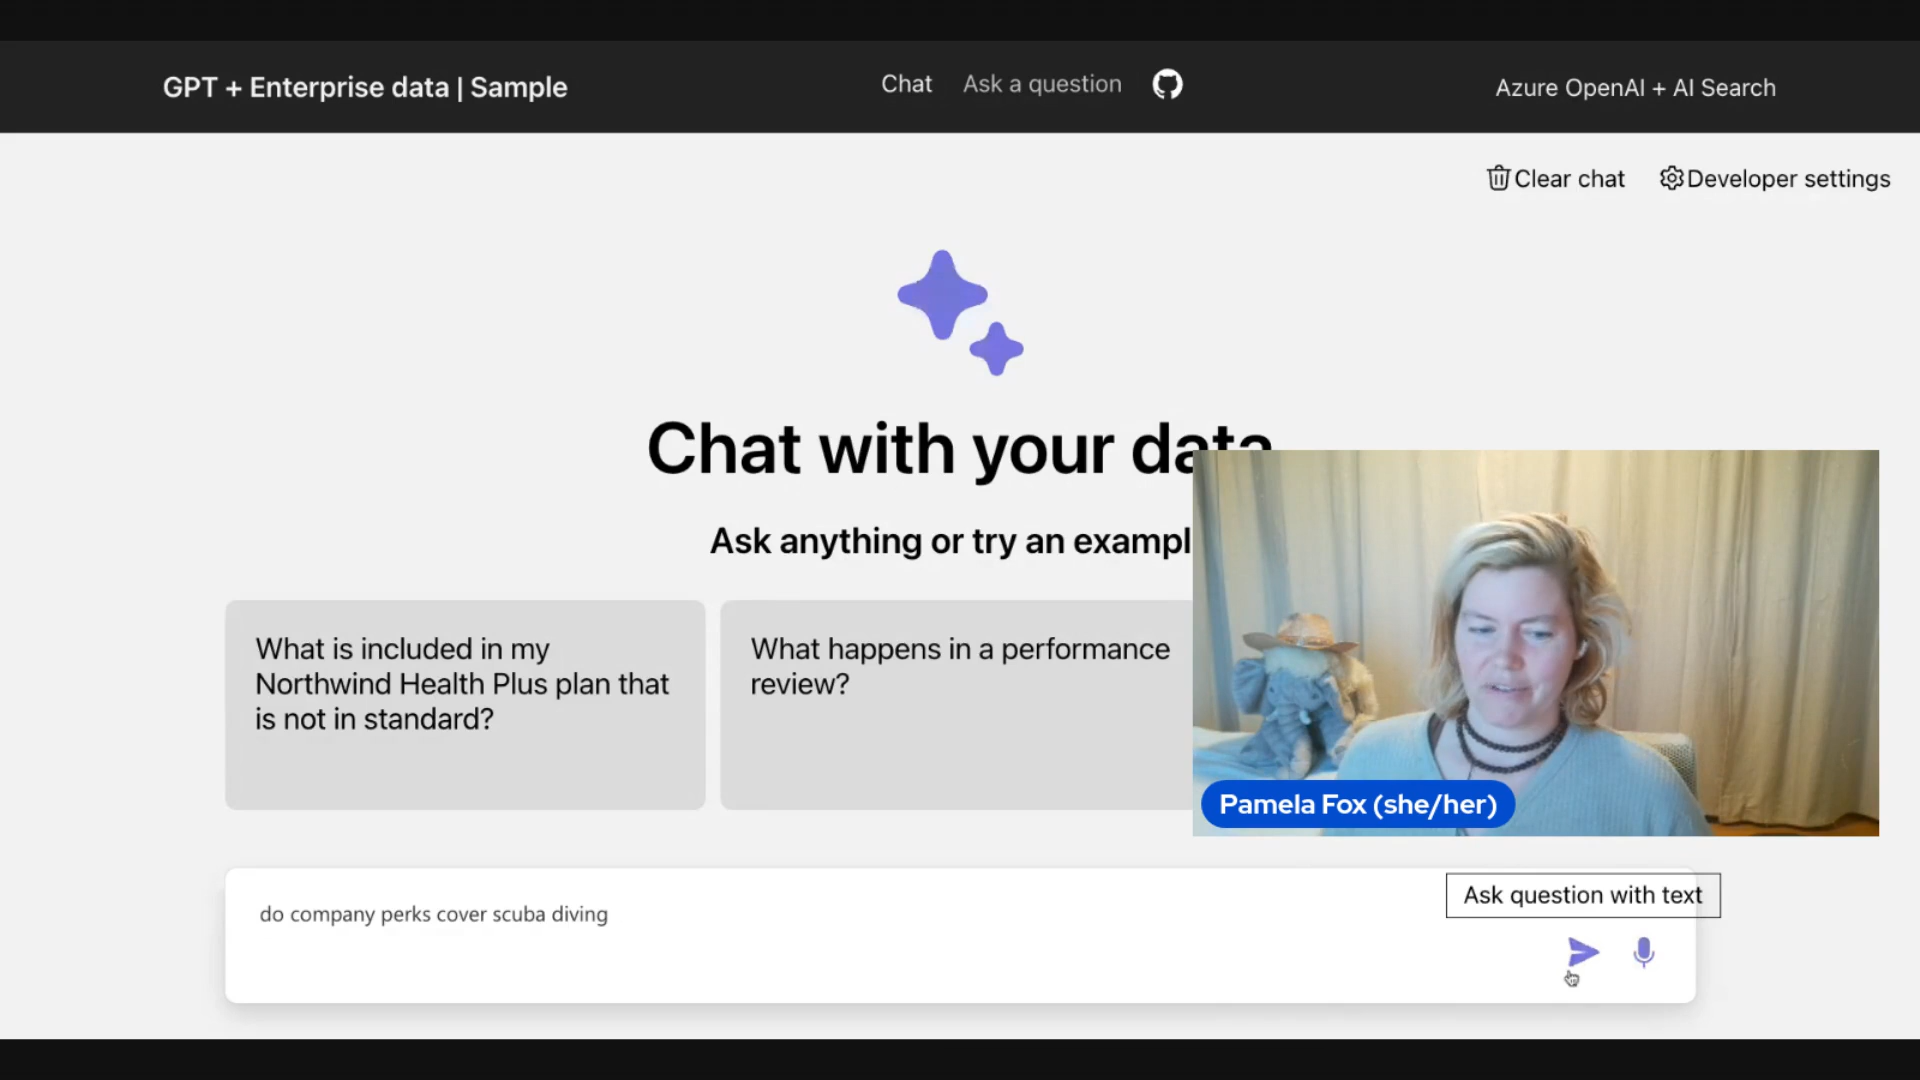 GPT + Enterprise data | Sample
Chat
Ask a question
Azure OpenAI + AI Search
Clear chat
Developer settings
Chat with your data
Ask anything or try an exampl
What is included in my
Northwind Health Plus plan that
is not in standard?
What happens in a performance
review?
Pamela Fox (she/her)
do company perks cover scuba diving
Ask question with text